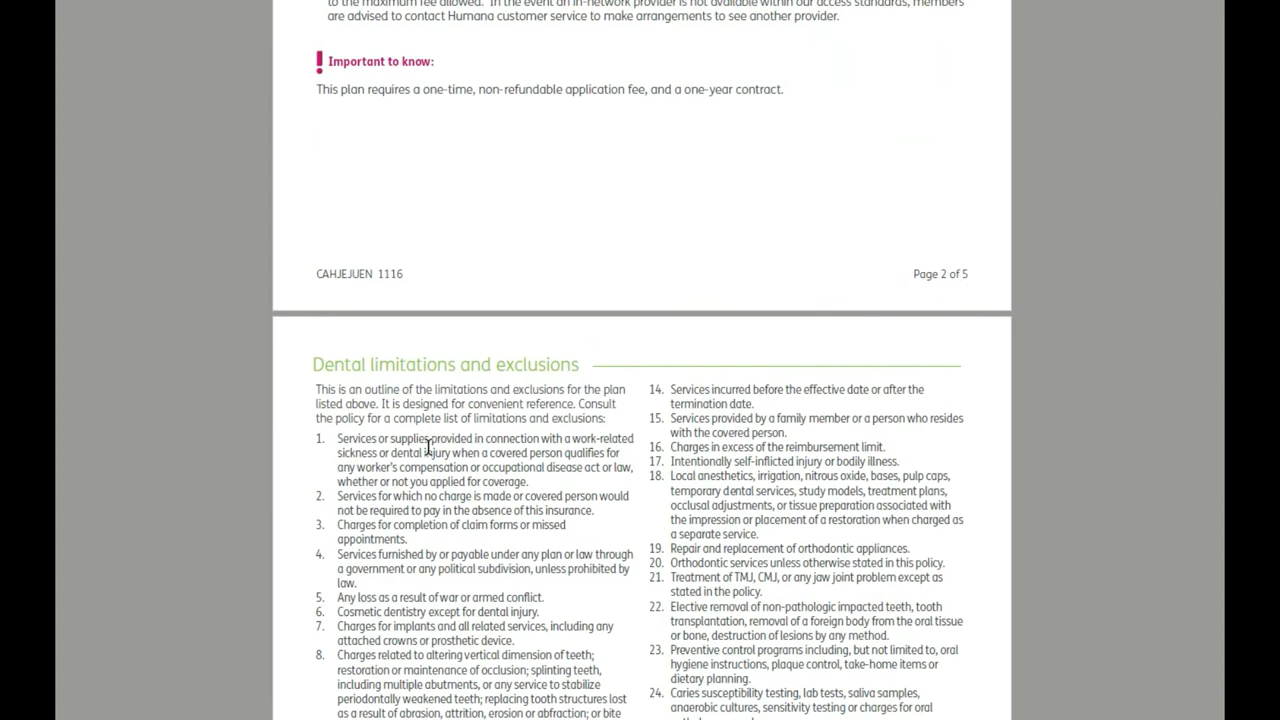 to the maximum fee allowed. In the event an in-network provider is not available within our access standards, members
are advised to contact Humana customer service to make arrangements to see another provider.
Important to know:
This plan requires a one-time, non-refundable application fee, and a one-year contract.
CAHJEJUEN 1116
Page 2 of 5
Dental limitations and exclusions
This is an outline of the limitations and exclusions for the plan
listed above. It is designed for convenient reference. Consult
the policy for a complete list of limitations and exclusions:
1. Services or supplies provided in connection with a work-related
sickness or dental injury when a covered person qualifies for
any worker's compensation or occupational disease act or law,
whether or not you applied for coverage.
2. Services for which no charge is made or covered person would
not be required to pay in the absence of this insurance.
3. Charges for completion of claim forms or missed
appointments.
4. Services furnished by or payable under any plan or law through
a government or any political subdivision, unless prohibited by
law.
5. Any loss as a result of war or armed conflict.
6. Cosmetic dentistry except for dental injury.
7. Charges for implants and all related services, including any
attached crowns or prosthetic device.
8. Charges related to altering vertical dimension of teeth;
restoration or maintenance of occlusion; splinting teeth,
including multiple abutments, or any service to stabilize
periodontally weakened teeth; replacing tooth structures lost
as a result of abrasion, attrition, erosion or abfraction; or bite
14. Services incurred before the effective date or after the
termination date.
15. Services provided by a family member or a person who resides
with the covered person.
16. Charges in excess of the reimbursement limit.
17. Intentionally self-inflicted injury or bodily illness.
18. Local anesthetics, irrigation, nitrous oxide, bases, pulp caps,
temporary dental services, study models, treatment plans,
occlusal adjustments, or tissue preparation associated with
the impression or placement of a restoration when charged as
a separate service.
19. Repair and replacement of orthodontic appliances.
20. Orthodontic services unless otherwise stated in this policy.
21. Treatment of TMJ, CMJ, or any jaw joint problem except as
stated in the policy.
22. Elective removal of non-pathologic impacted teeth, tooth
transplantation, removal of a foreign body from the oral tissue
or bone, destruction of lesions by any method.
23. Preventive control programs including, but not limited to, oral
hygiene instructions, plaque control, take-home items or
dietary planning.
24. Caries susceptibility testing, lab tests, saliva samples,
anaerobic cultures, sensitivity testing or charges for oral